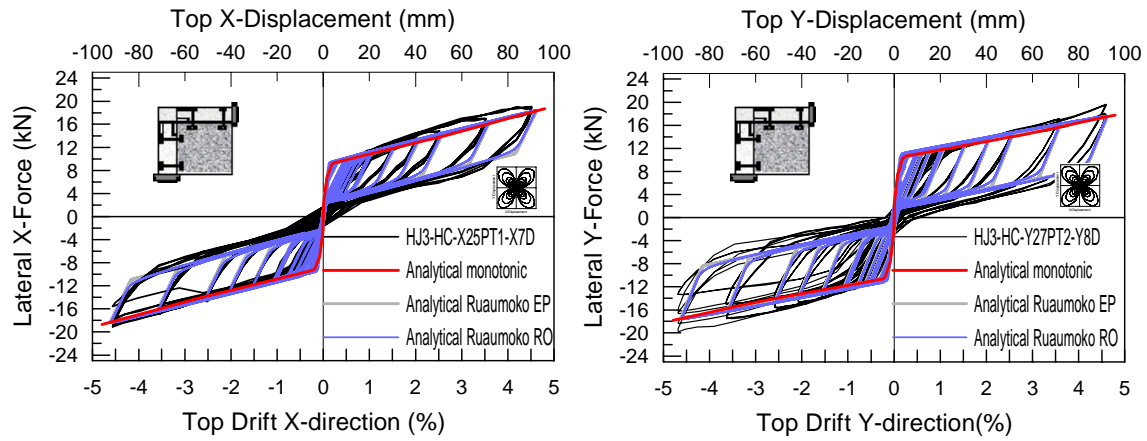 Top X-Displacement (mm)
-100 -80 -60 -40 -20 0 20 40 60 80 100
24
20
16
12
8
4
0
-4
-8
-12
-16
-20
-24
Lateral X-Force (kN)
HJ3-HC-X25PT1-X7D
Analytical monotonic
Analytical Ruaumoko EP
Analytical Ruaumoko RO
-5 -4 -3 -2 -1 0 1 2 3 4 5
Top Drift X-direction (%)
Top Y-Displacement (mm)
-100 -80 -60 -40 -20 0 20 40 60 80 100
24
20
16
12
8
4
0
-4
-8
-12
-16
-20
-24
Lateral Y-Force (kN)
HJ3-HC-Y27PT2-Y8D
Analytical monotonic
Analytical Ruaumoko EP
Analytical Ruaumoko RO
-5 -4 -3 -2 -1 0 1 2 3 4 5
Top Drift Y-direction(%)